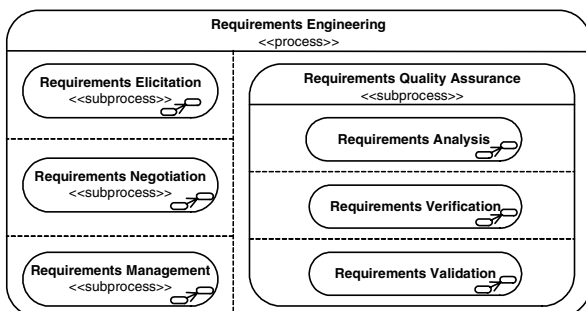 Requirements Engineering
<<process>>
Requirements Elicitation
<<subprocess>>
Requirements Negotiation
<<subprocess>>
Requirements Management
<<subprocess>>
Requirements Quality Assurance
<<subprocess>>
Requirements Analysis
Requirements Verification
Requirements Validation